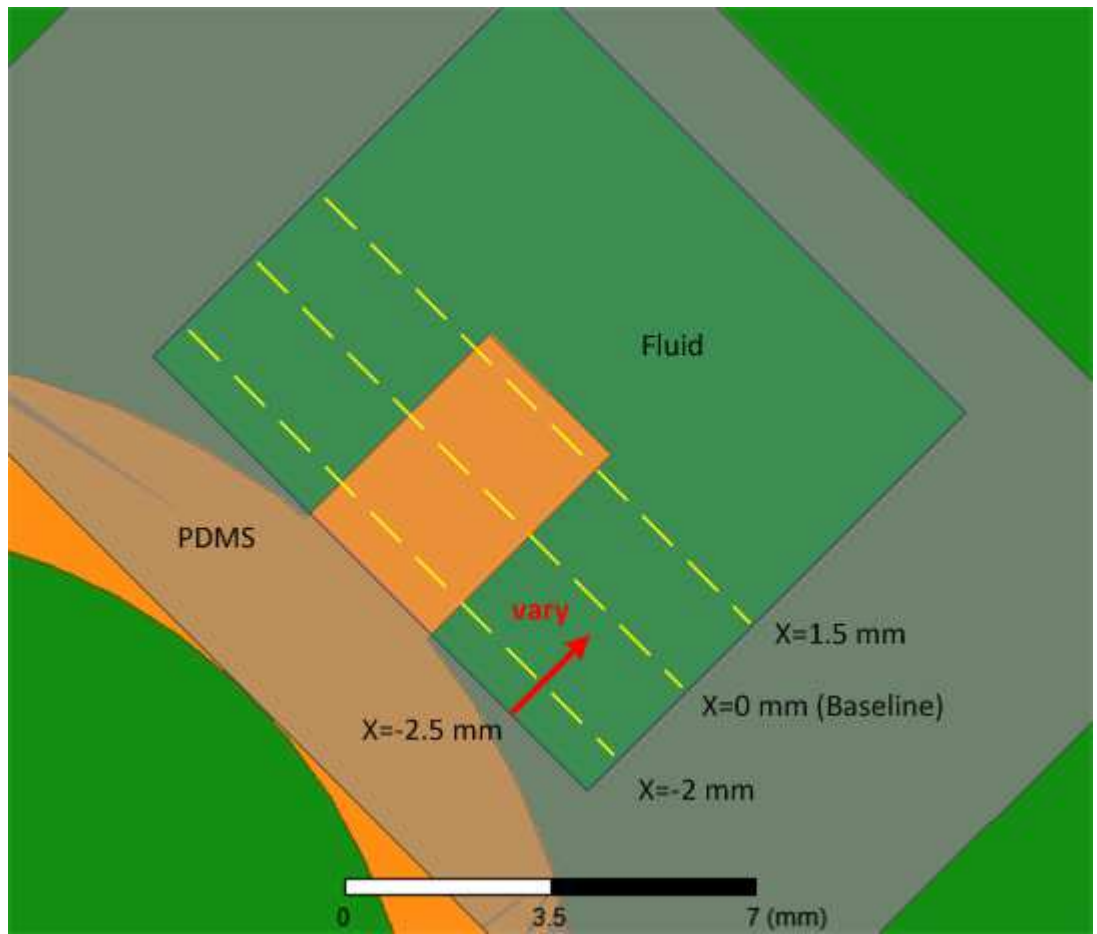 Fluid
PDMS
vary
X=1.5 mm
X=0 mm (Baseline)
X=-2.5 mm
X=-2 mm
0 3.5 7 (mm)